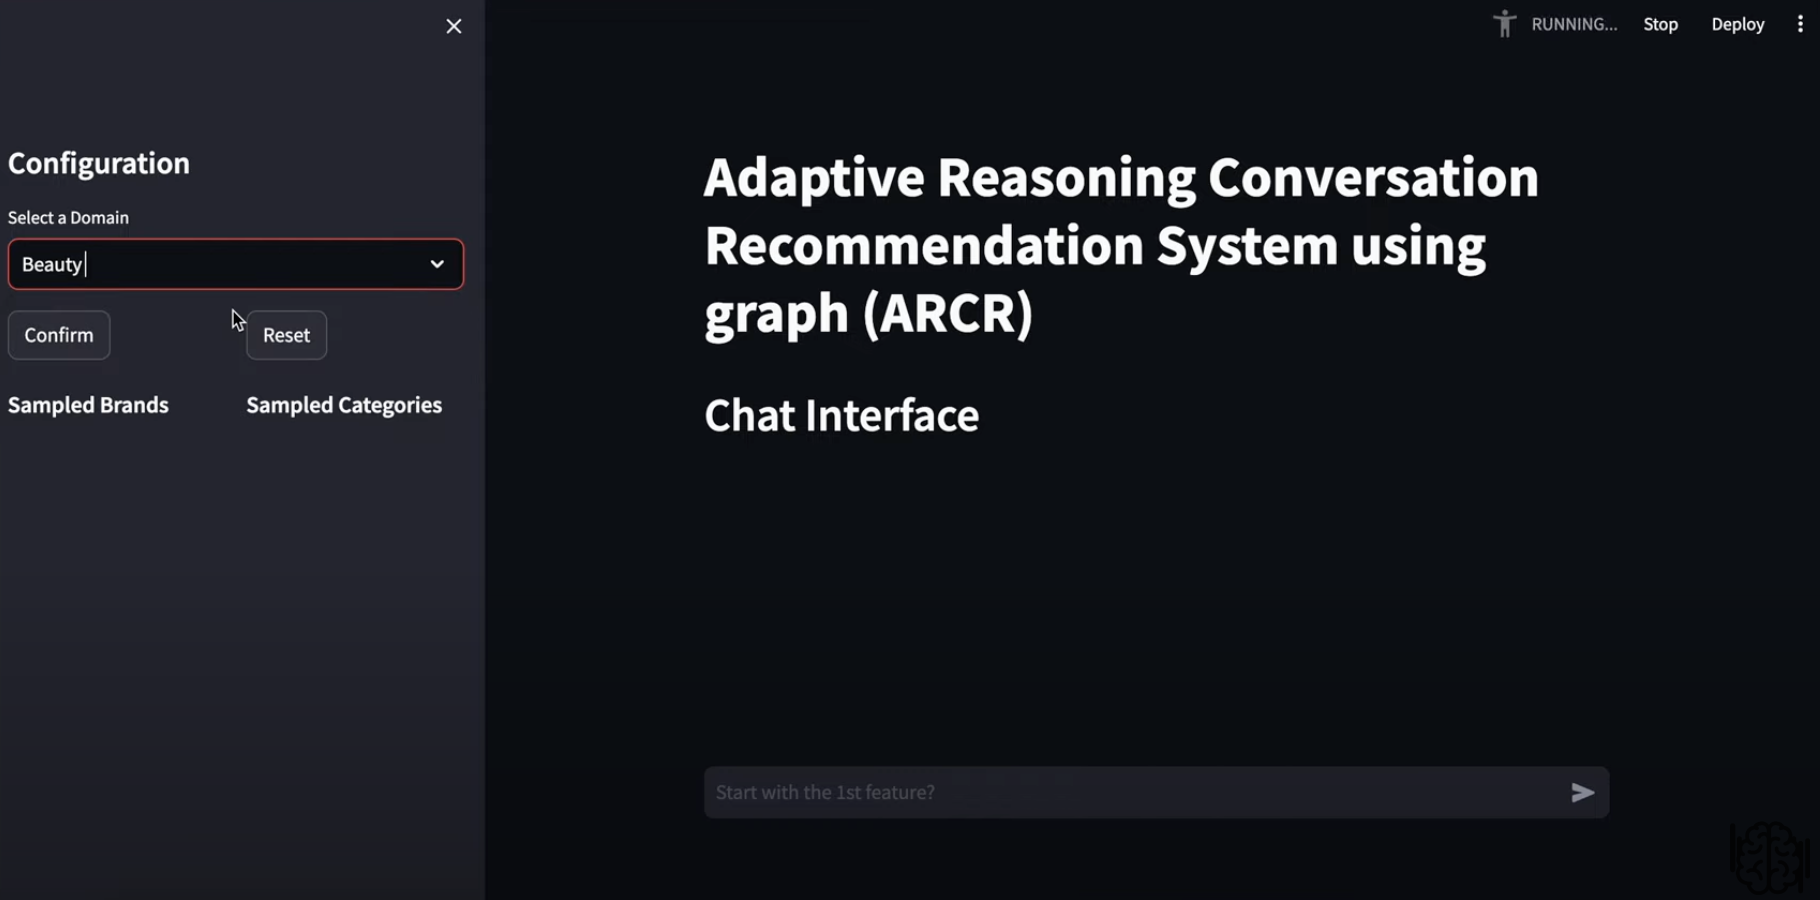 RUNNING...
Stop
Deploy
Configuration
Select a Domain
Beauty
Confirm
Reset
Sampled Brands
Sampled Categories
Adaptive Reasoning Conversation
Recommendation System using
graph (ARCR)
Chat Interface
Start with the 1st feature?